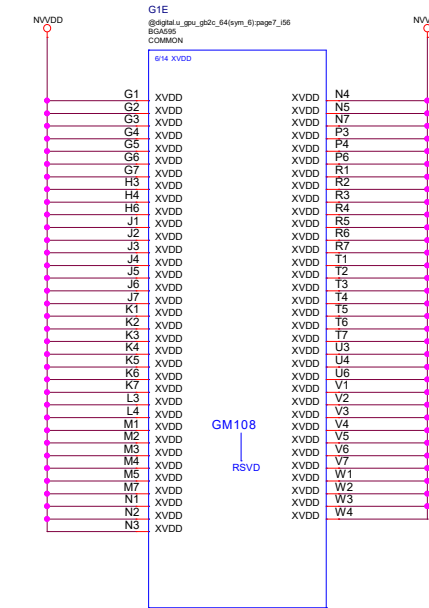 G1E
NVVDD @digital.u_gpu_gb2c_64(sym_6):page7_i56 NVV
BGA595
COMMON
6/14 XVDD
G1 XVDD XVDD N4
G2 XVDD XVDD N5
G3 XVDD XVDD N7
G4 XVDD XVDD P3
G5 XVDD XVDD P4
G6 XVDD XVDD P6
G7 XVDD XVDD R1
H3 XVDD XVDD R2
H4 XVDD XVDD R3
H6 XVDD XVDD R4
J1 XVDD XVDD R5
J2 XVDD XVDD R6
J3 XVDD XVDD R7
J4 XVDD XVDD T1
J5 XVDD XVDD T2
J6 XVDD XVDD T3
J7 XVDD XVDD T4
K1 XVDD XVDD T5
K2 XVDD XVDD T6
K3 XVDD XVDD T7
K4 XVDD XVDD U3
K5 XVDD XVDD U4
K6 XVDD XVDD U6
K7 XVDD XVDD V1
L3 XVDD XVDD V2
L4 XVDD XVDD V3
M1 XVDD GM108 XVDD V4
M2 XVDD XVDD V5
M3 XVDD XVDD V6
M4 XVDD RSVD XVDD V7
M5 XVDD XVDD W1
M7 XVDD XVDD W2
N1 XVDD XVDD W3
N2 XVDD XVDD W4
N3 XVDD